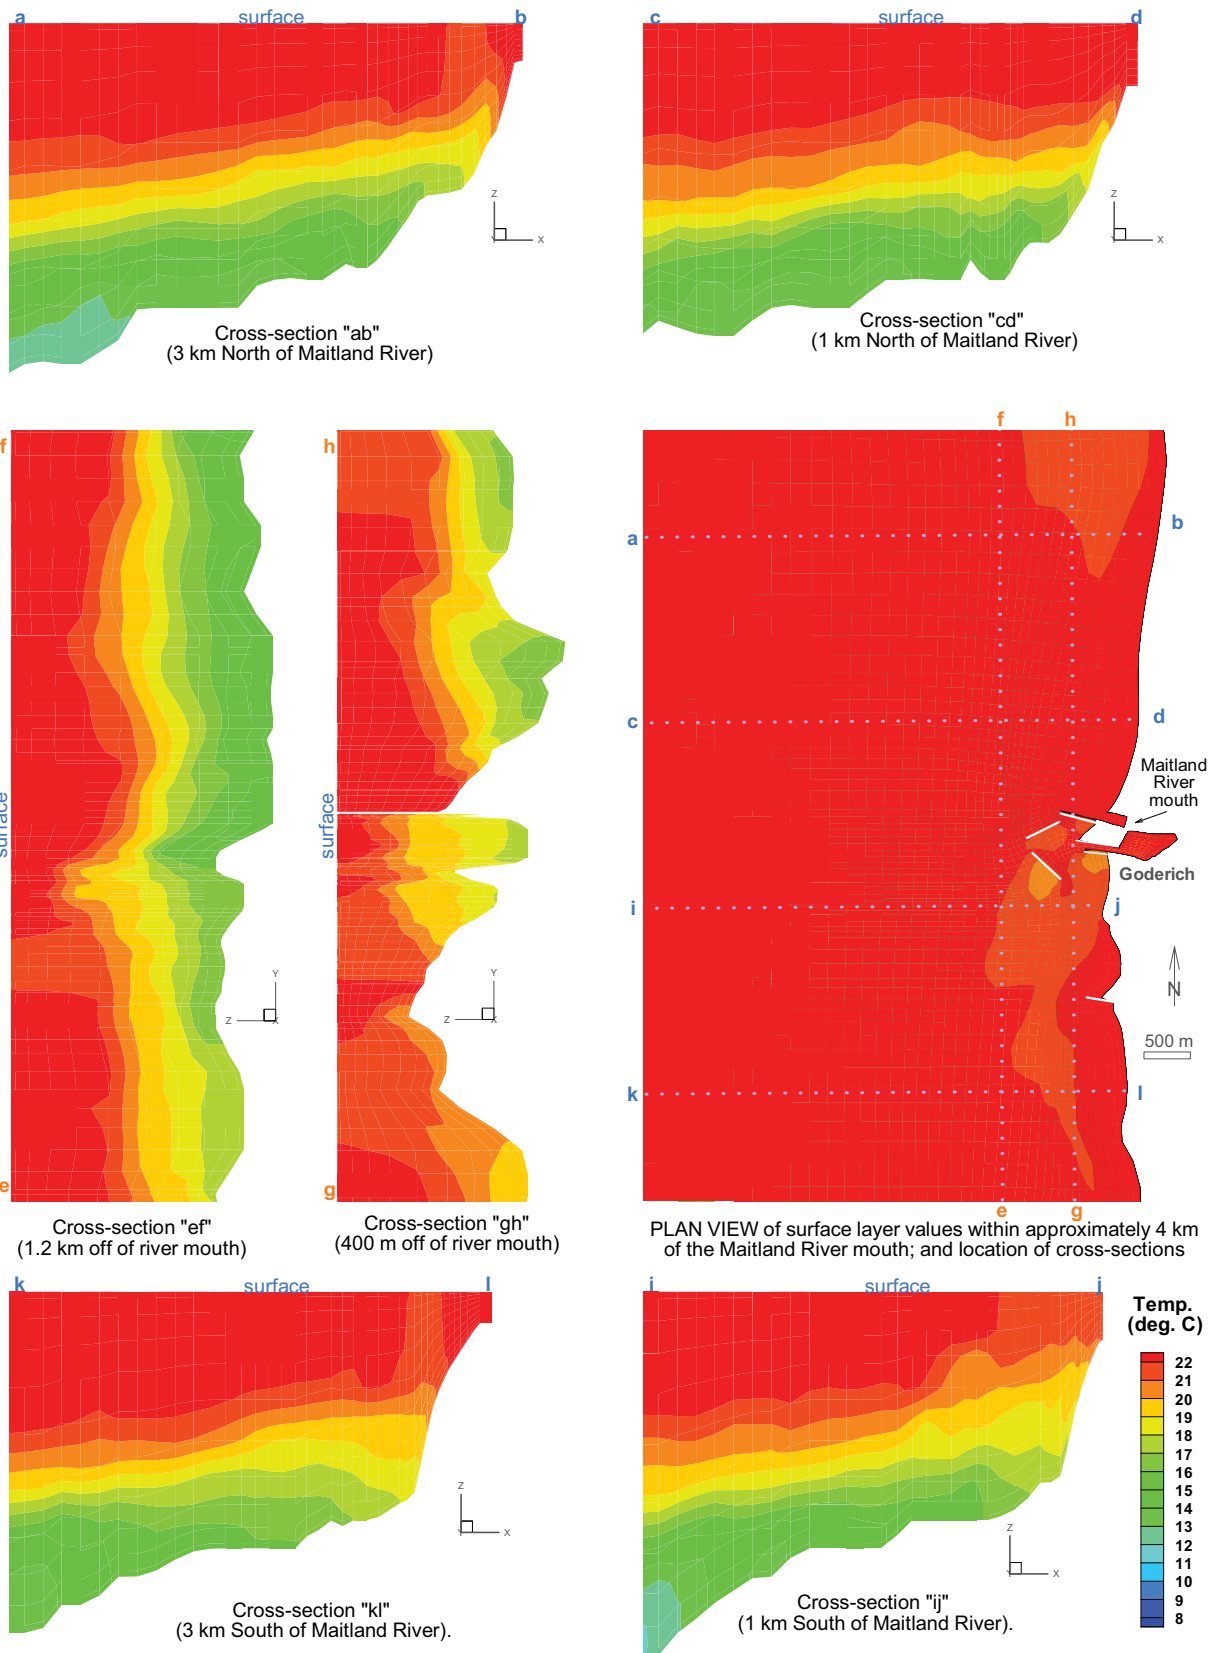 a surface b
c surface d
Z
X
Y
Z
X
Y
Cross-section "ab"
(3 km North of Maitland River)
Cross-section "cd"
(1 km North of Maitland River)
f
surface
e
Y
Z
X
Cross-section "ef"
(1.2 km off of river mouth)
h
surface
g
Y
Z
X
Cross-section "gh"
(400 m off of river mouth)
f h
a b
c d
Maitland
River
mouth
Goderich
i j
N
500 m
k l
e g
PLAN VIEW of surface layer values within approximately 4 km
of the Maitland River mouth; and location of cross-sections
k surface l
Z
X
Y
Cross-section "kl"
(3 km South of Maitland River).
i surface j
Z
X
Y
Cross-section "ij"
(1 km South of Maitland River).
Temp.
(deg. C)
22
21
20
19
18
17
16
15
14
13
12
11
10
9
8